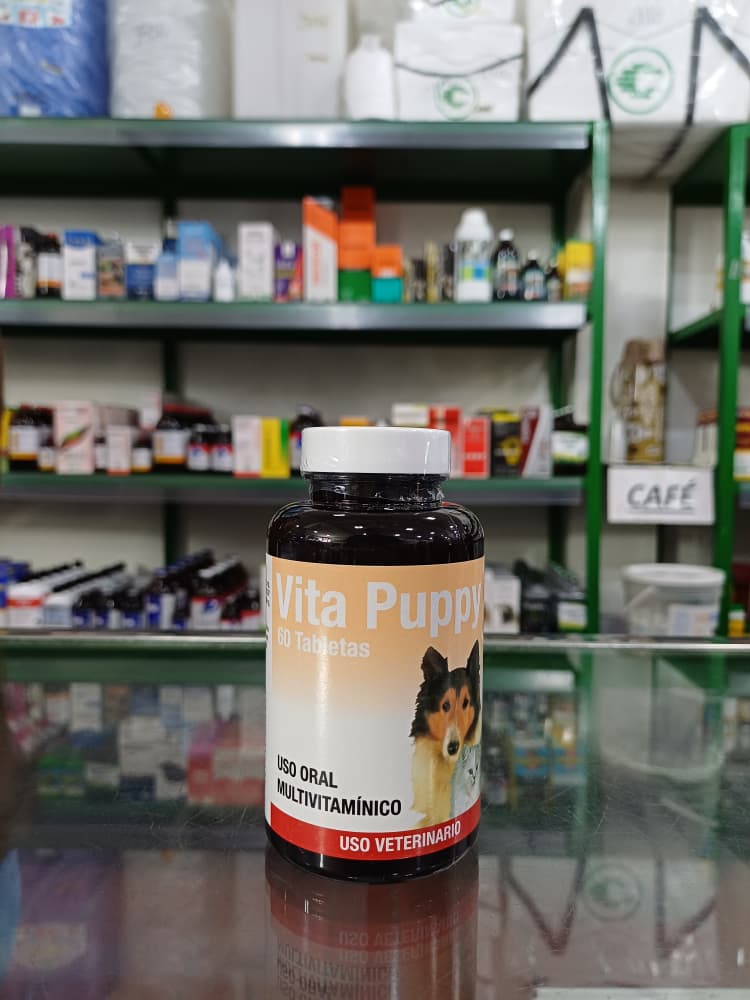 CAFÉ
Vita Puppy
60 Tabletas
USO ORAL
MULTIVITAMÍNICO
USO VETERINARIO